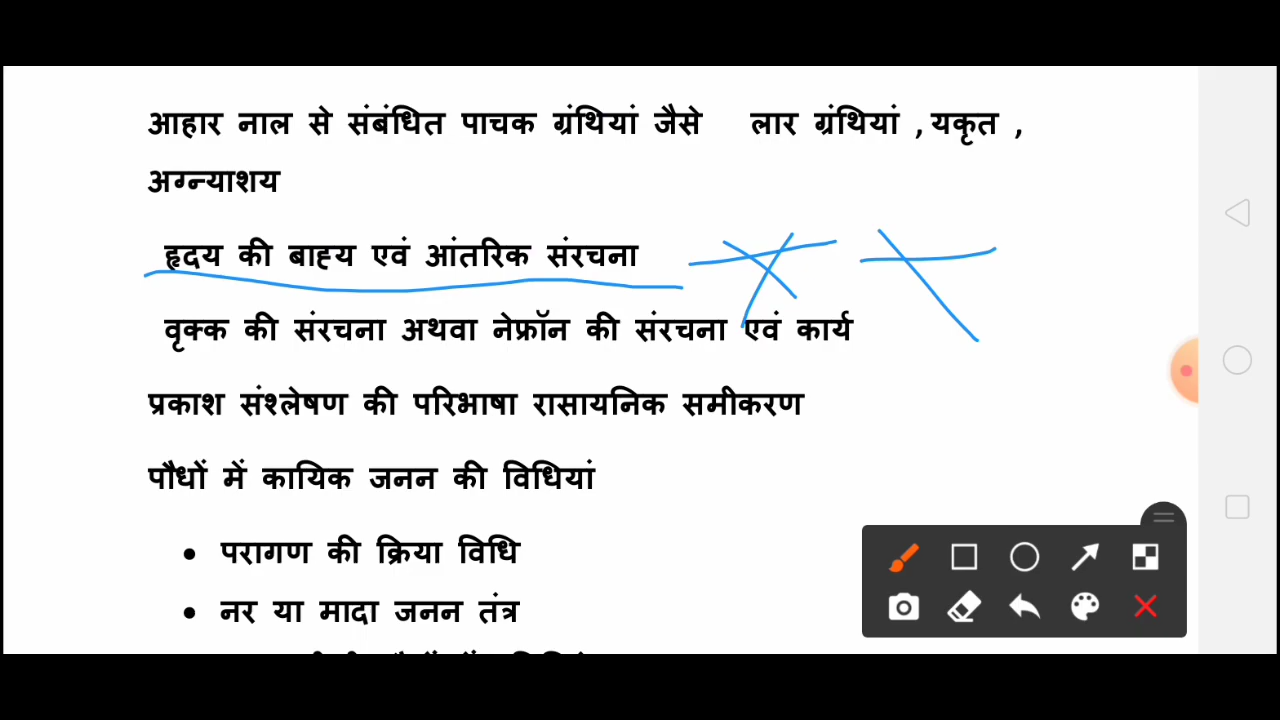 आहार नाल से संबंधित पाचक ग्रंथियां जैसे लार ग्रंथियां , यकृत ,
अग्न्याशय
हृदय की बाह्य एवं आंतरिक संरचना
वृक्क की संरचना अथवा नेफ्रॉन की संरचना एवं कार्य
प्रकाश संश्लेषण की परिभाषा रासायनिक समीकरण
पौधों में कायिक जनन की विधियां
• परागण की क्रिया विधि
• नर या मादा जनन तंत्र